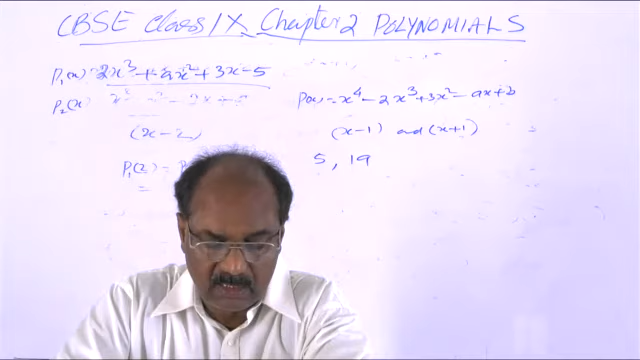 CBSE Class IX Chapter 2 POLYNOMIALS
P₁(x) = 2x³ + ax² + 3x - 5
P₂(x)
(x - 2)
P₁(2) =
=
P(x) = x⁴ - 2x³ + 3x² - ax + b
(x-1) and (x+1)
5, 19